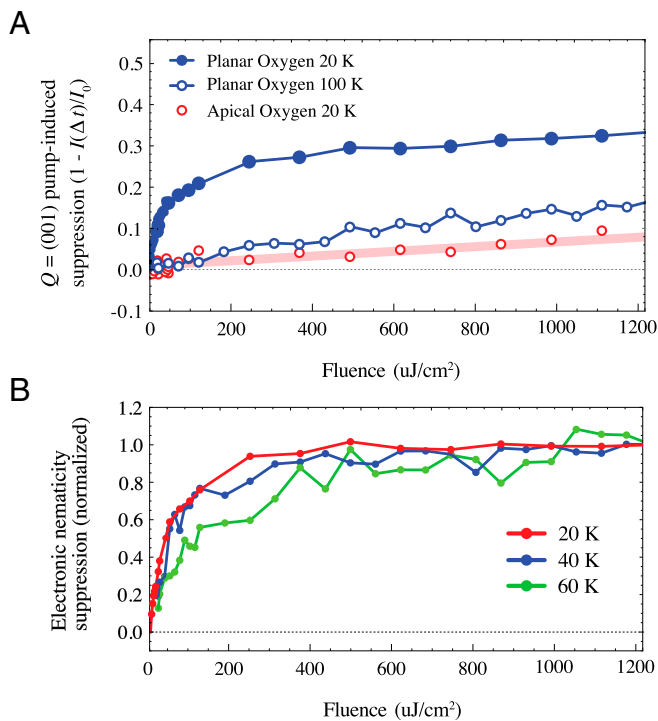 A
Q = (001) pump-induced
suppression (1 - I(Δt)/I₀)
0.5
0.4
0.3
0.2
0.1
0.0
-0.1
Planar Oxygen 20 K
Planar Oxygen 100 K
Apical Oxygen 20 K
0 200 400 600 800 1000 1200
Fluence (uJ/cm²)
B
Electronic nematicity
suppression (normalized)
1.2
1.0
0.8
0.6
0.4
0.2
0.0
20 K
40 K
60 K
0 200 400 600 800 1000 1200
Fluence (uJ/cm²)